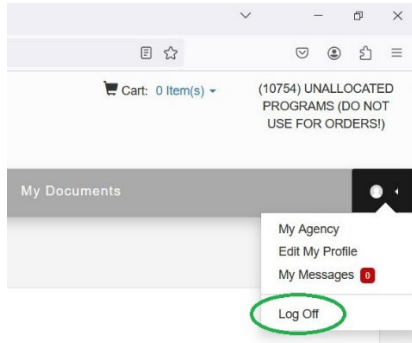 Cart: 0 Item(s)
(10754) UNALLOCATED
PROGRAMS (DO NOT
USE FOR ORDERS!)
My Documents
My Agency
Edit My Profile
My Messages 0
Log Off